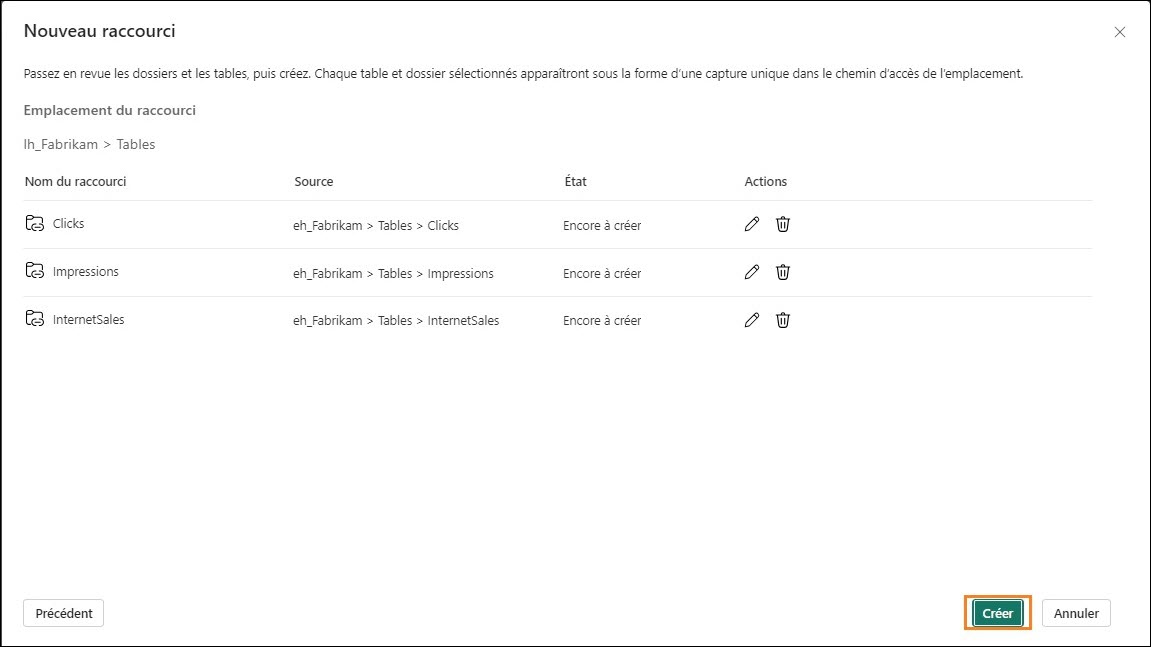 Nouveau raccourci
Passez en revue les dossiers et les tables, puis créez. Chaque table et dossier sélectionnés apparaîtront sous la forme d'une capture unique dans le chemin d'accès de l'emplacement.
Emplacement du raccourci
lh_Fabrikam > Tables
Nom du raccourci Source État Actions
Clicks eh_Fabrikam > Tables > Clicks Encore à créer
Impressions eh_Fabrikam > Tables > Impressions Encore à créer
InternetSales eh_Fabrikam > Tables > InternetSales Encore à créer
Précédent Créer Annuler